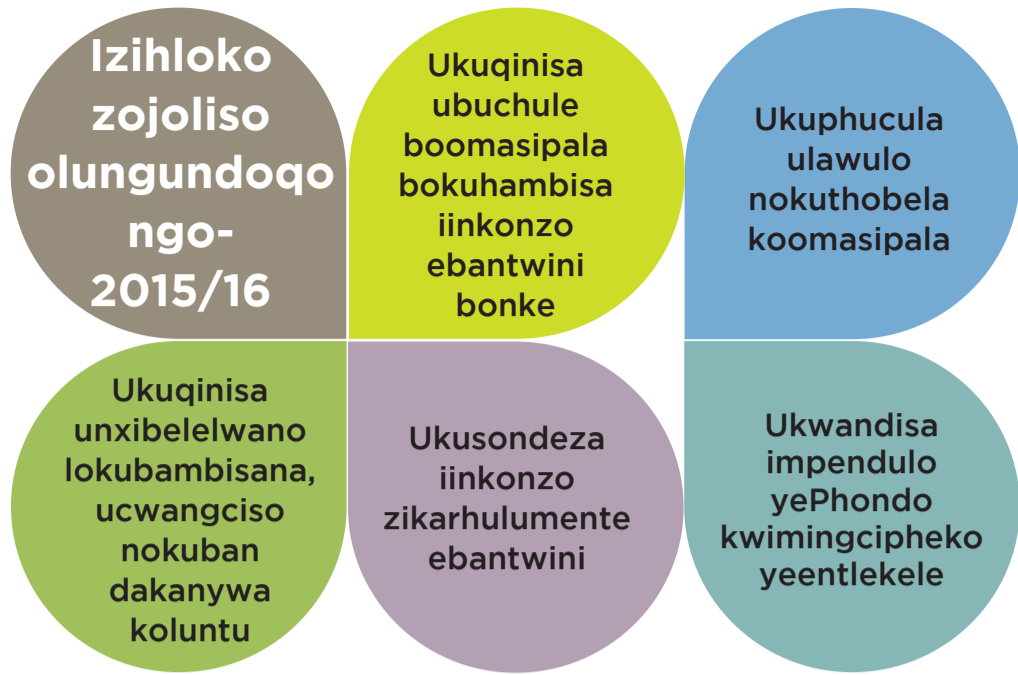 Izihloko
zojoliso
olungundoqo
ngo-
2015/16
Ukuqinisa
ubuchule
boomasipala
bokuhambisa
iinkonzo
ebantwini
bonke
Ukuphucula
ulawulo
nokuthobela
koomasipala
Ukuqinisa
unxibelelwano
lokubambisana,
ucwangciso
nokuban
dakanywa
koluntu
Ukusondeza
iinkonzo
zikarhulumente
ebantwini
Ukwandisa
impendulo
yePhondo
kwimingcipheko
yeentlekele